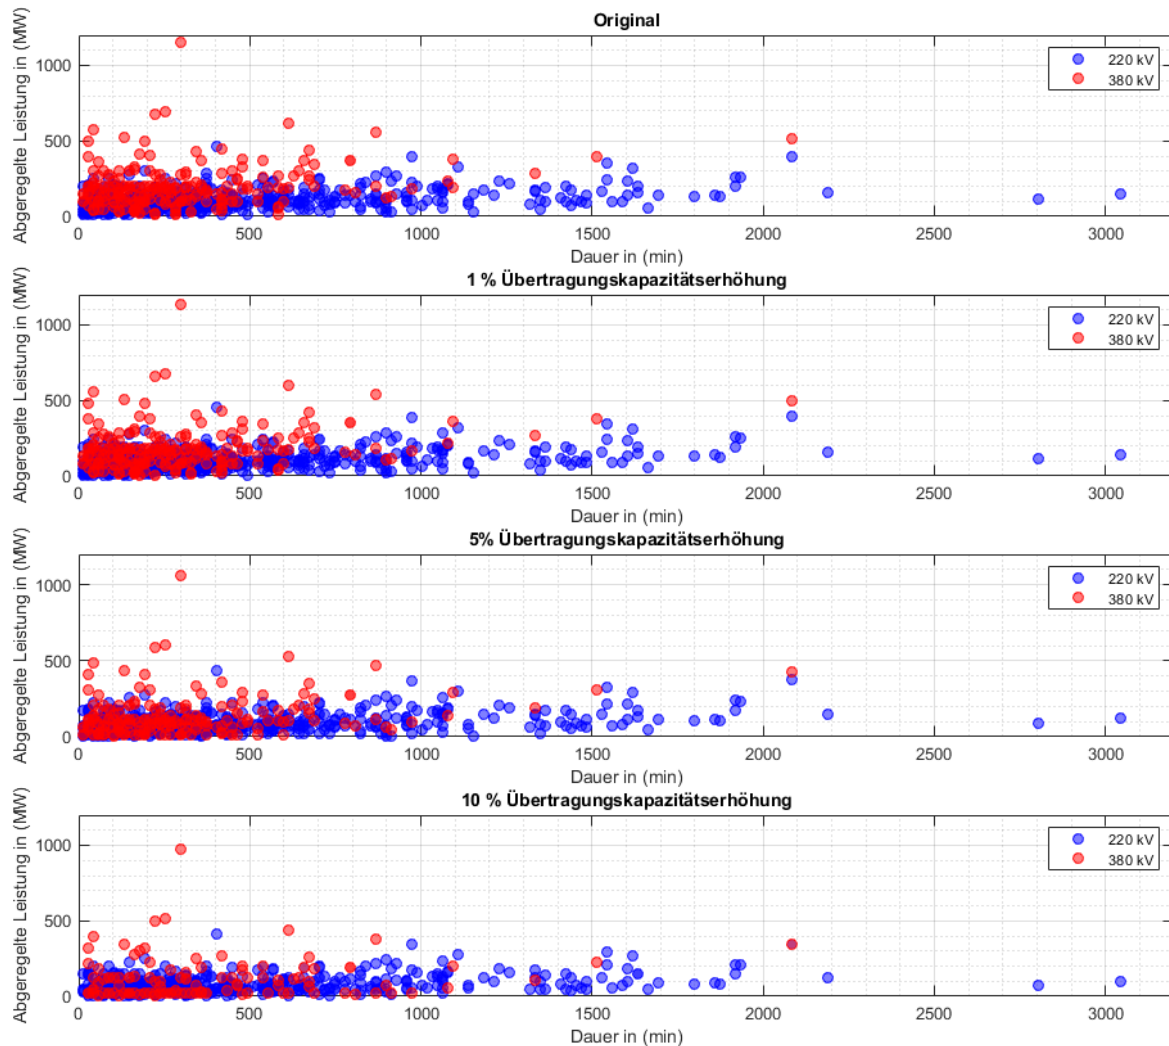 Original
Abgeregelte Leistung in (MW)
1000
500
0
220 kV
380 kV
0 500 1000 1500 2000 2500 3000
Dauer in (min)
1 % Übertragungskapazitätserhöhung
Abgeregelte Leistung in (MW)
1000
500
0
220 kV
380 kV
0 500 1000 1500 2000 2500 3000
Dauer in (min)
5% Übertragungskapazitätserhöhung
Abgeregelte Leistung in (MW)
1000
500
0
220 kV
380 kV
0 500 1000 1500 2000 2500 3000
Dauer in (min)
10 % Übertragungskapazitätserhöhung
Abgeregelte Leistung in (MW)
1000
500
0
220 kV
380 kV
0 500 1000 1500 2000 2500 3000
Dauer in (min)